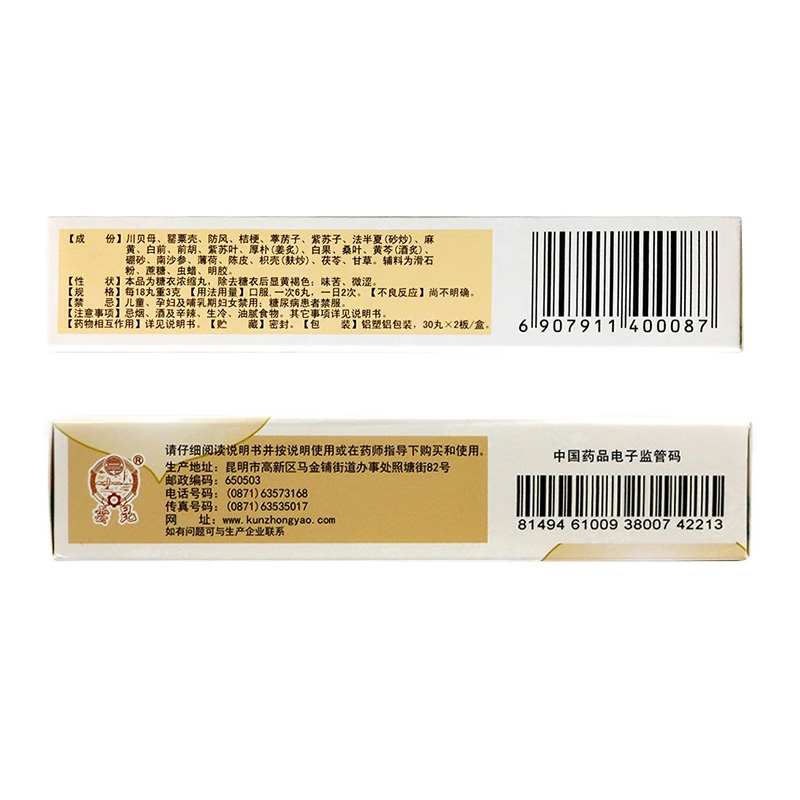 【成　份】川贝母、罂粟壳、防风、桔梗、葶苈子、紫苏子、法半夏(砂炒)、麻
黄、白前、前胡、紫苏叶、厚朴(姜炙)、白果、桑叶、黄芩(酒炙)、
硼砂、南沙参、薄荷、陈皮、枳壳(麸炒)、茯苓、甘草。辅料为滑石
粉、蔗糖、虫蜡、明胶。
【性　状】本品为糖衣浓缩丸，除去糖衣后显黄褐色；味苦、微涩。
【规　格】每18丸重3克 【用法用量】口服.一次6丸，一日2次。【不良反应】尚不明确。
【禁　忌】儿童、孕妇及哺乳期妇女禁用；糖尿病患者禁服。
【注意事项】忌烟、酒及辛辣、生冷、油腻食物。其它事项详见说明书。
【药物相互作用】详见说明书。【贮　藏】密封。【包　装】铝塑铝包装，30丸×2板/盒。
6 907911 400087
请仔细阅读说明书并按说明使用或在药师指导下购买和使用。
生产地址：昆明市高新区马金铺街道办事处照塘街82号
邮政编码：650503
电话号码：(0871)63573168
传真号码：(0871)63535017
网　　址：www.kunzhongyao.com
如有问题可与生产企业联系
®
雲昆
中国药品电子监管码
81494 61009 38007 42213